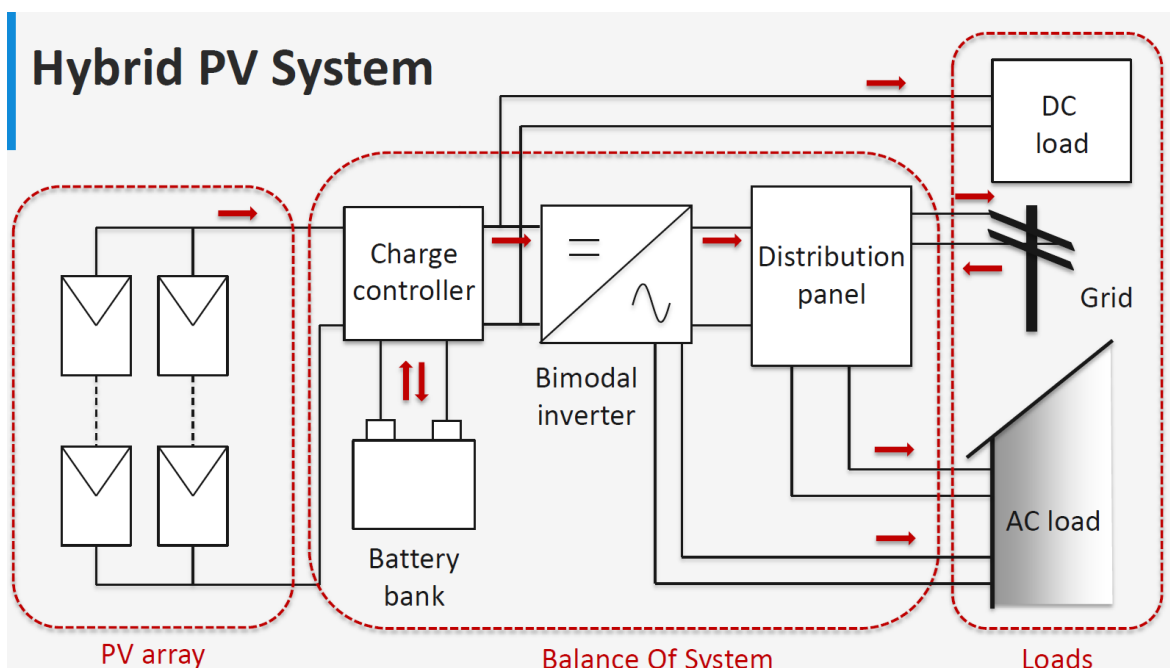 Hybrid PV System
DC
load
Charge
controller
Distribution
panel
Grid
Bimodal
inverter
AC load
Battery
bank
PV array
Balance Of System
Loads